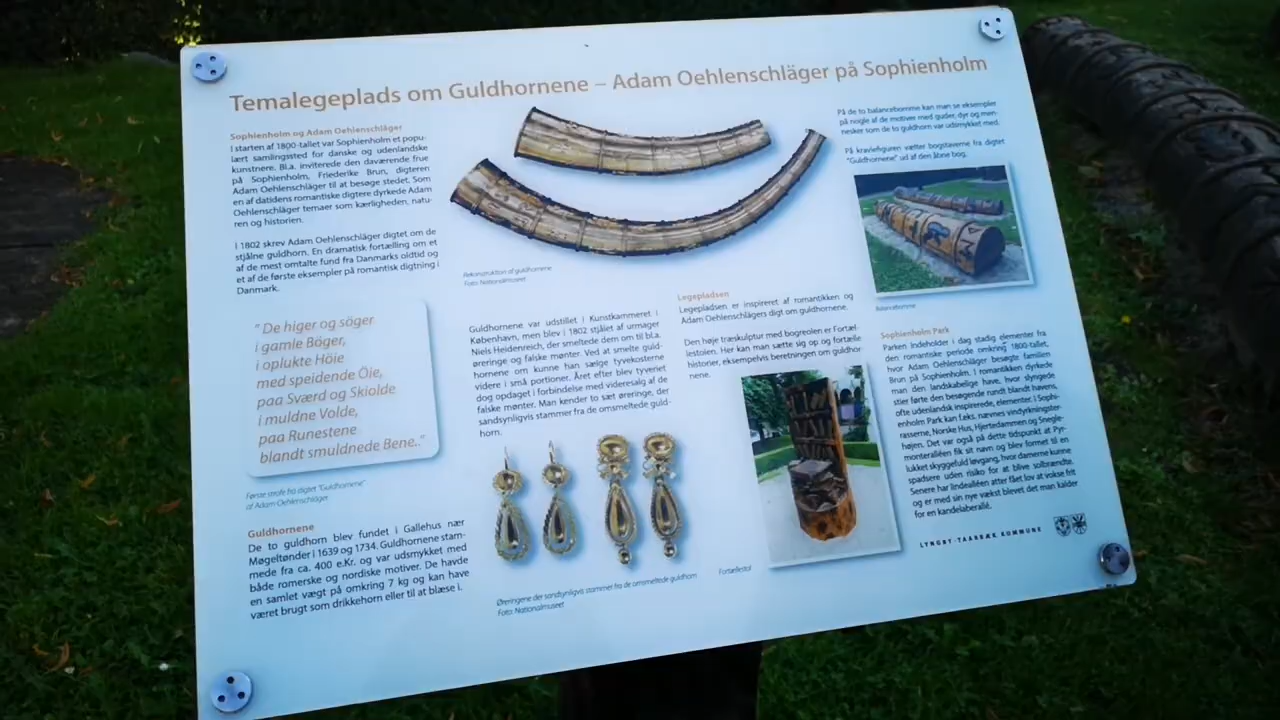 Temalegeplads om Guldhornene – Adam Oehlenschläger på Sophienholm
Sophienholm og Adam Oehlenschläger
I starten af 1800-tallet var Sophienholm et popu-
lært samlingssted for danske og udenlandske
kunstnere. Bl.a. inviterede den daværende frue
på Sophienholm, Friederike Brun, digteren
Adam Oehlenschläger til at besøge stedet. Som
en af datidens romantiske digtere dyrkede Adam
Oehlenschläger temaer som kærligheden, natu-
ren og historien.
I 1802 skrev Adam Oehlenschläger digtet om de
stjålne guldhorn. En dramatisk fortælling om et
af de mest omtalte fund fra Danmarks oldtid og
et af de første eksempler på romantisk digtning i
Danmark.
" De higer og söger
i gamle Böger,
i oplukte Höie
med speidende Öie,
paa Sværd og Skiolde
i muldne Volde,
paa Runestene
blandt smuldnede Bene.."
Første strofe fra digtet "Guldhornene"
af Adam Oehlenschläger
Guldhornene
De to guldhorn blev fundet i Gallehus nær
Møgeltønder i 1639 og 1734. Guldhornene stam-
mede fra ca. 400 e.Kr. og var udsmykket med
både romerske og nordiske motiver. De havde
en samlet vægt på omkring 7 kg og kan have
været brugt som drikkehorn eller til at blæse i.
Rekonstruktion af guldhornene
Foto: Nationalmuseet
Guldhornene var udstillet i Kunstkammeret i
København, men blev i 1802 stjålet af urmager
Niels Heidenreich, der smeltede dem om til bl.a.
øreringe og falske mønter. Ved at smelte guld-
hornene om kunne han sælge tyvekosterne
videre i små portioner. Året efter blev tyveriet
dog opdaget i forbindelse med videresalg af de
falske mønter. Man kender to sæt øreringe, der
sandsynligvis stammer fra de omsmeltede guld-
horn.
Øreringene der sandsynligvis stammer fra de omsmeltede guldhorn
Foto: Nationalmuseet
Legepladsen
Legepladsen er inspireret af romantikken og
Adam Oehlenschlägers digt om guldhornene.
Den høje træskulptur med bogreolen er Fortæl-
lestolen. Her kan man sætte sig op og fortælle
historier, eksempelvis beretningen om guldhor-
nene.
Fortællestol
På de to balancebomme kan man se eksempler
på nogle af de motiver med guder, dyr og men-
nesker som de to guldhorn var udsmykket med.
På kravlefiguren vætter bogstaverne fra digtet
"Guldhornene" ud af den åbne bog.
Balancebomme
Sophienholm Park
Parken indeholder i dag stadig elementer fra
den romantiske periode omkring 1800-tallet,
hvor Adam Oehlenschläger besøgte familien
Brun på Sophienholm. I romantikken dyrkede
man den landskabelige have, hvor slyngede
stier førte den besøgende rundt blandt havens,
ofte udenlandsk inspirerede, elementer. I Sophi-
enholm Park kan f.eks. nævnes vindyrkningster-
rasserne, Norske Hus, Hjertedammen og Snegle-
højen. Det var også på dette tidspunkt at Pyr-
monteralléen fik sit navn og blev formet til en
lukket skyggefuld løvgang, hvor damerne kunne
spadsere uden risiko for at blive solbrændte.
Senere har lindealléen atter fået lov at vokse frit
og er med sin nye vækst blevet det man kalder
for en kandelaberallé.
LYNGBY-TAARBÆK KOMMUNE